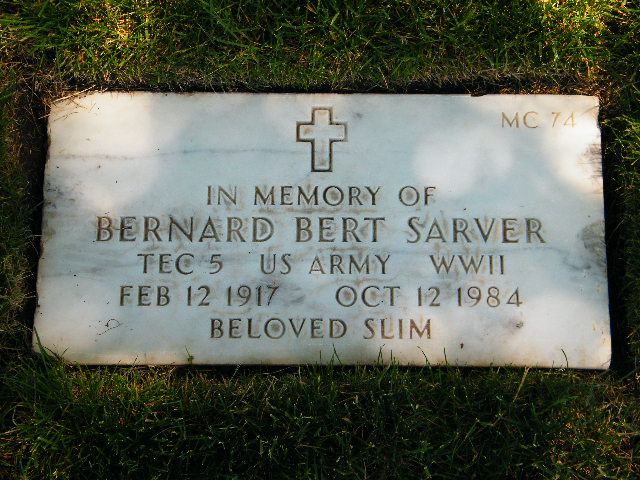 MC 74
IN MEMORY OF
BERNARD BERT SARVER
TEC 5 US ARMY WWII
FEB 12 1917 OCT 12 1984
BELOVED SLIM